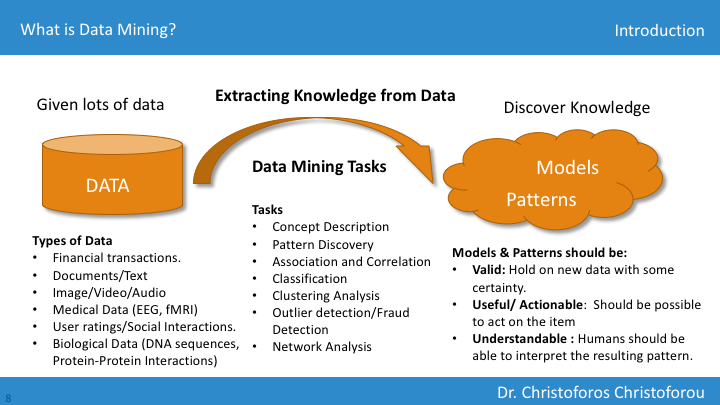 What is Data Mining?
Introduction
Given lots of data
Extracting Knowledge from Data
Discover Knowledge
DATA
Data Mining Tasks
Models
Patterns
Types of Data
• Financial transactions.
• Documents/Text
• Image/Video/Audio
• Medical Data (EEG, fMRI)
• User ratings/Social Interactions.
• Biological Data (DNA sequences,
Protein-Protein Interactions)
Tasks
• Concept Description
• Pattern Discovery
• Association and Correlation
• Classification
• Clustering Analysis
• Outlier detection/Fraud
Detection
• Network Analysis
Models & Patterns should be:
• Valid: Hold on new data with some
certainty.
• Useful/ Actionable: Should be possible
to act on the item
• Understandable : Humans should be
able to interpret the resulting pattern.
8
Dr. Christoforos Christoforou